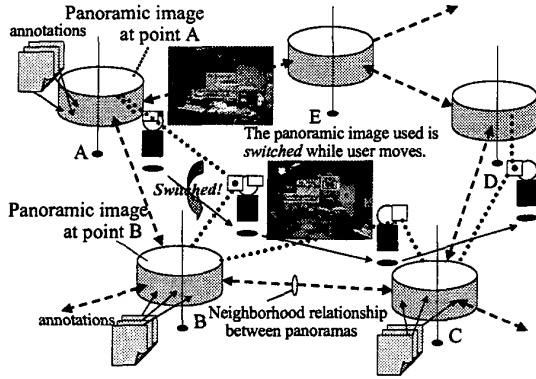 Panoramic image
at point A
annotations
A
E
The panoramic image used is
switched while user moves.
D
Switched!
Panoramic image
at point B
B
annotations
Neighborhood relationship
between panoramas
C